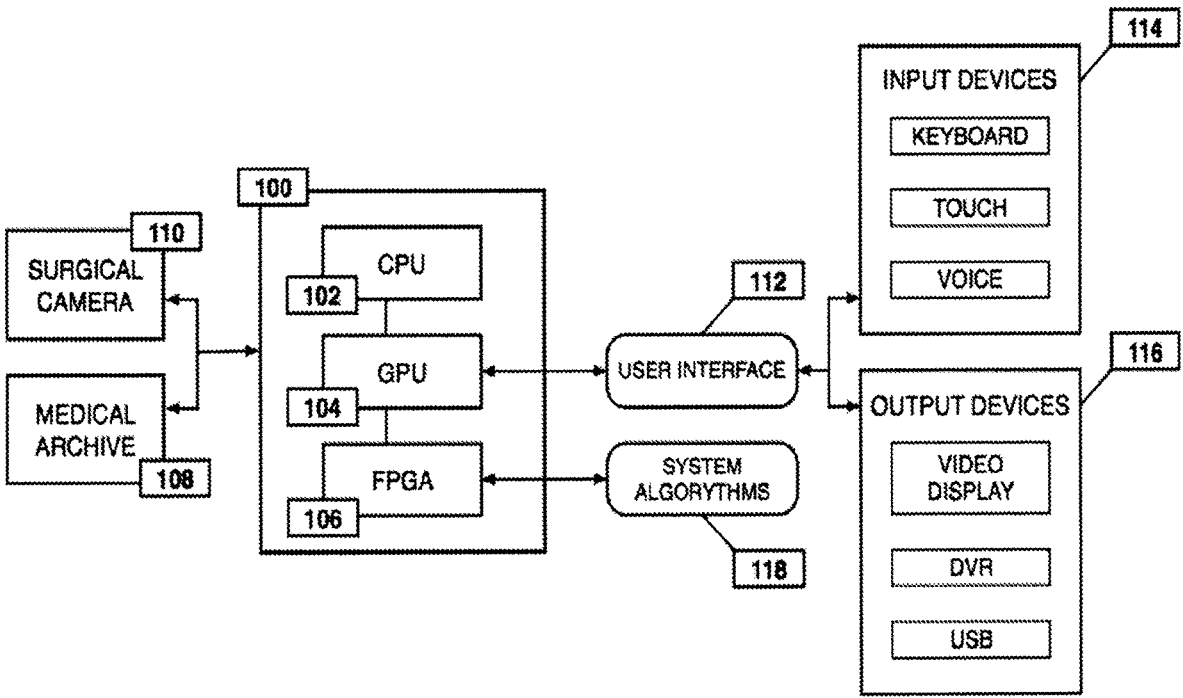 114
INPUT DEVICES
KEYBOARD
TOUCH
VOICE
100
110
SURGICAL
CAMERA
CPU
102
112
GPU
104
USER INTERFACE
116
OUTPUT DEVICES
MEDICAL
ARCHIVE
108
FPGA
106
SYSTEM
ALGORYTHMS
118
VIDEO
DISPLAY
DVR
USB